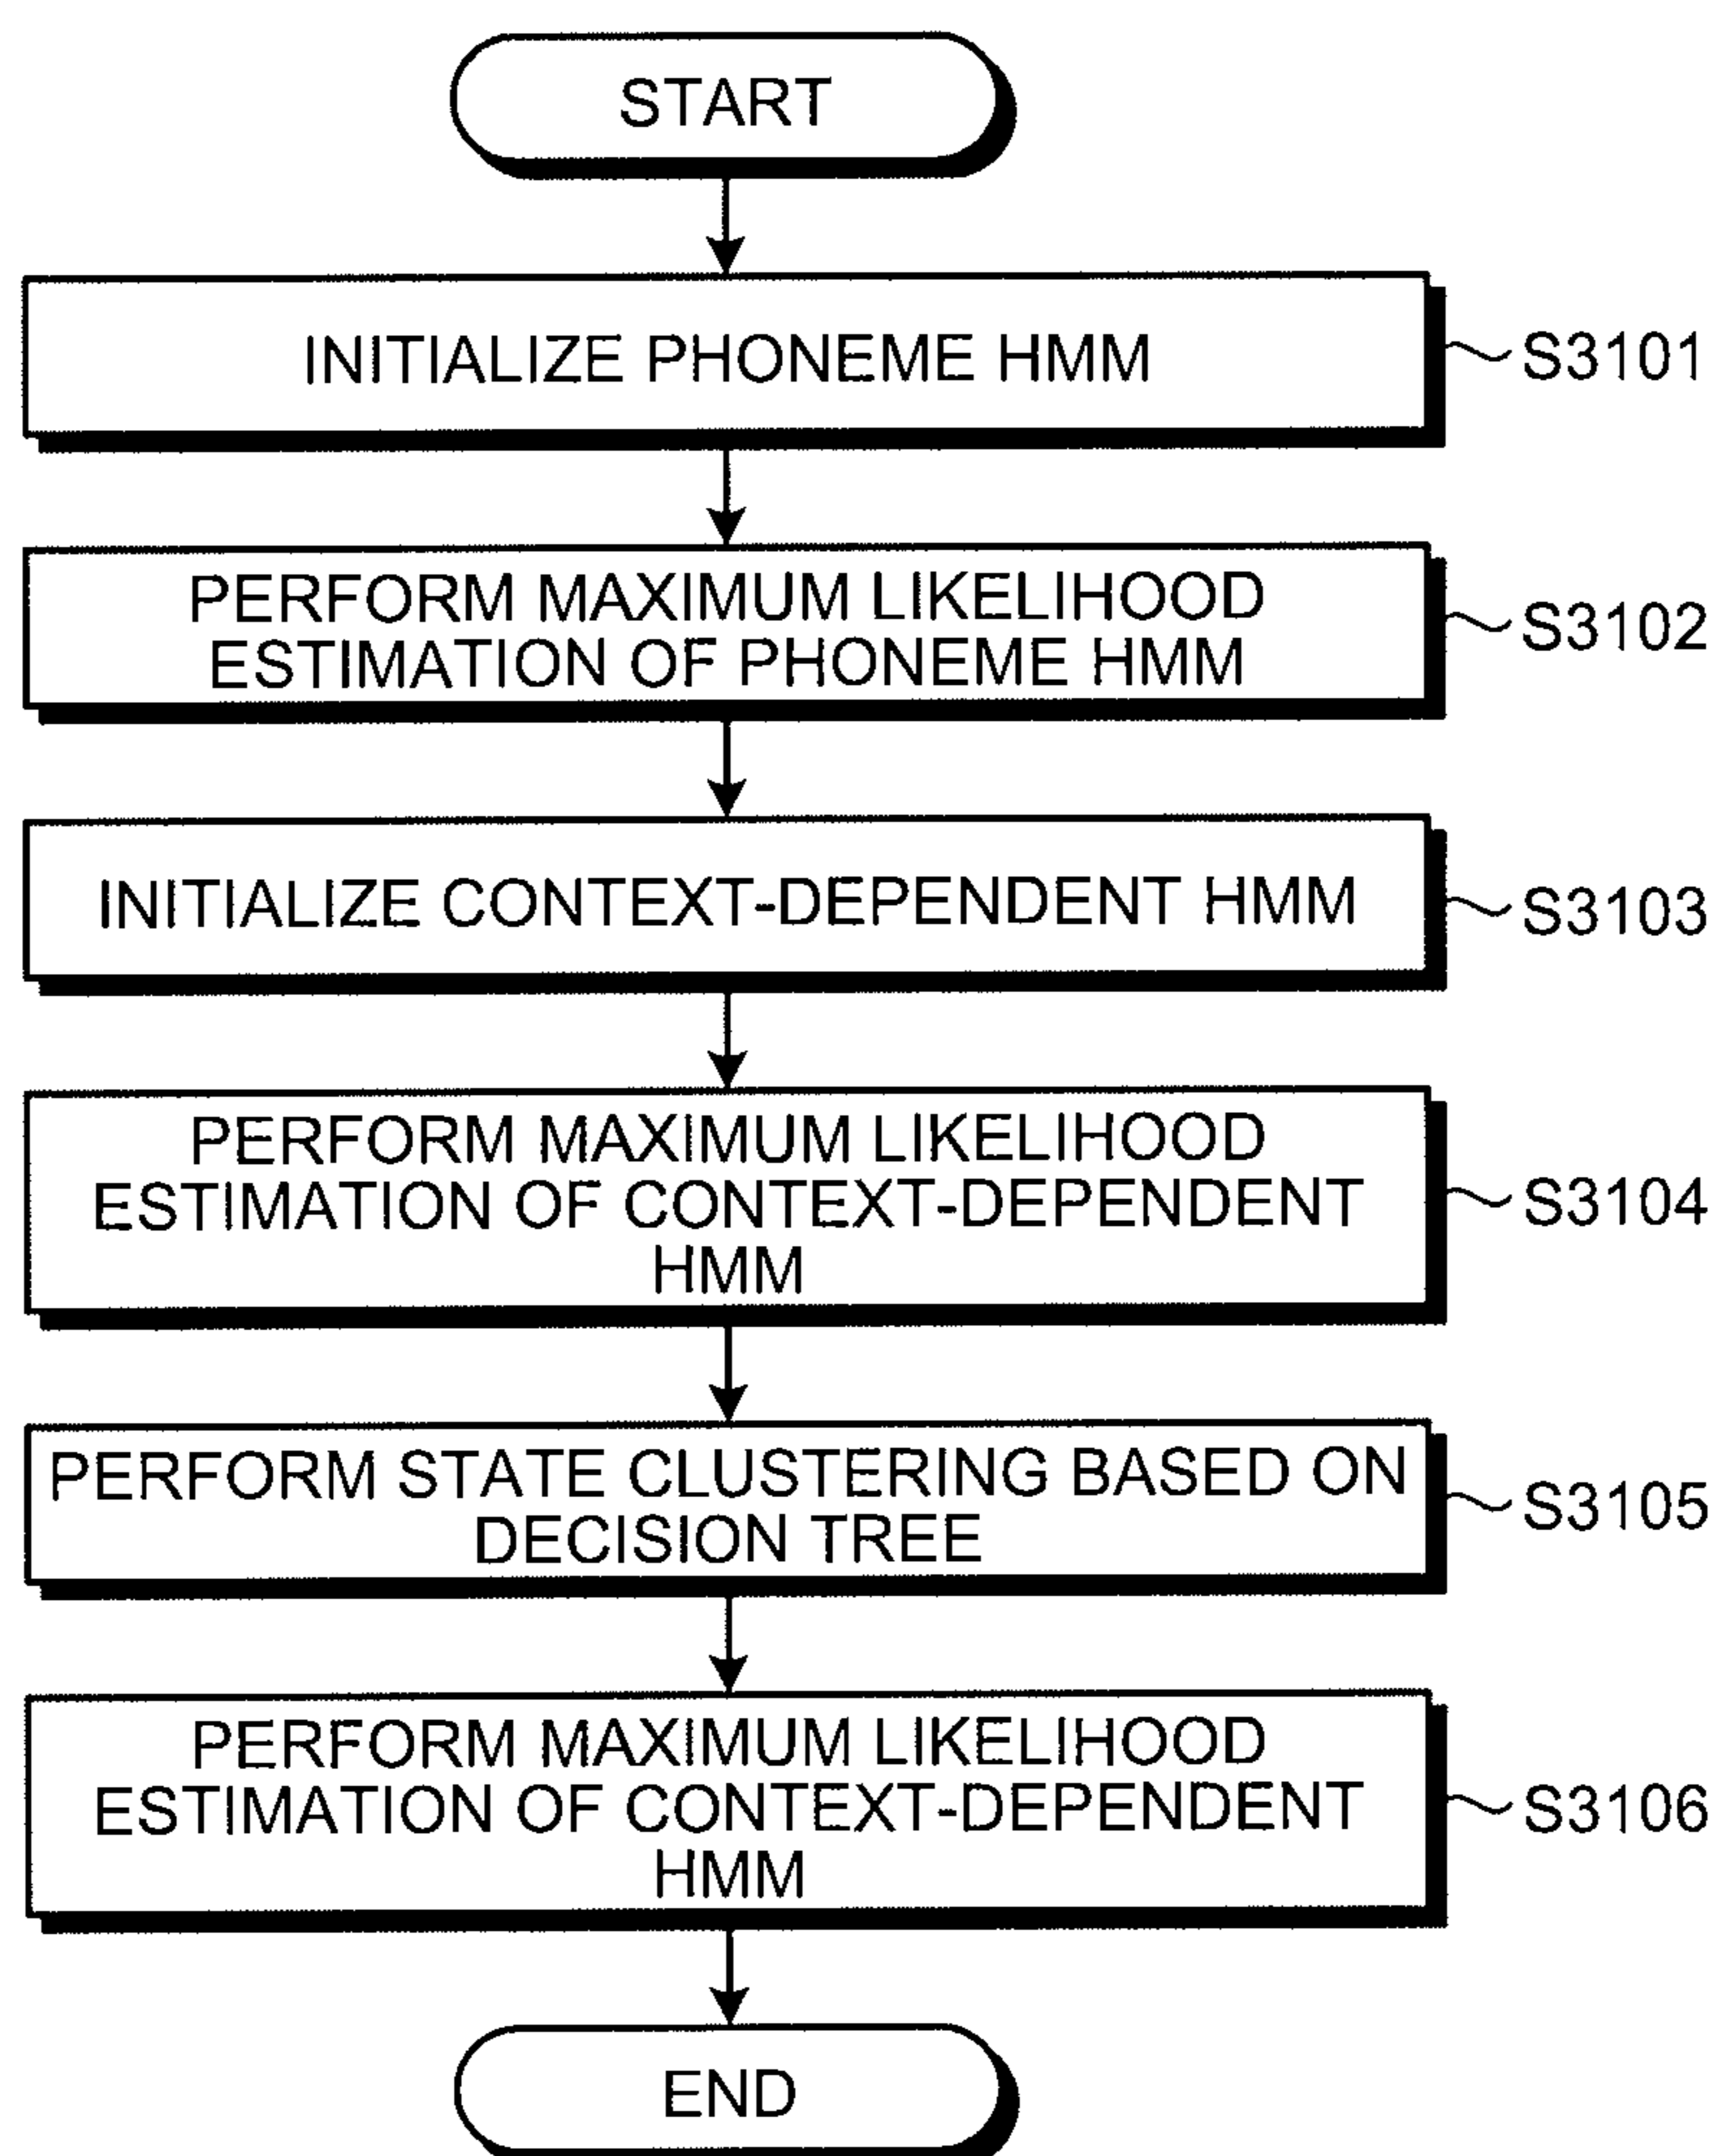 START
INITIALIZE PHONEME HMM
S3101
PERFORM MAXIMUM LIKELIHOOD
ESTIMATION OF PHONEME HMM
S3102
INITIALIZE CONTEXT-DEPENDENT HMM
S3103
PERFORM MAXIMUM LIKELIHOOD
ESTIMATION OF CONTEXT-DEPENDENT
HMM
S3104
PERFORM STATE CLUSTERING BASED ON
DECISION TREE
S3105
PERFORM MAXIMUM LIKELIHOOD
ESTIMATION OF CONTEXT-DEPENDENT
HMM
S3106
END